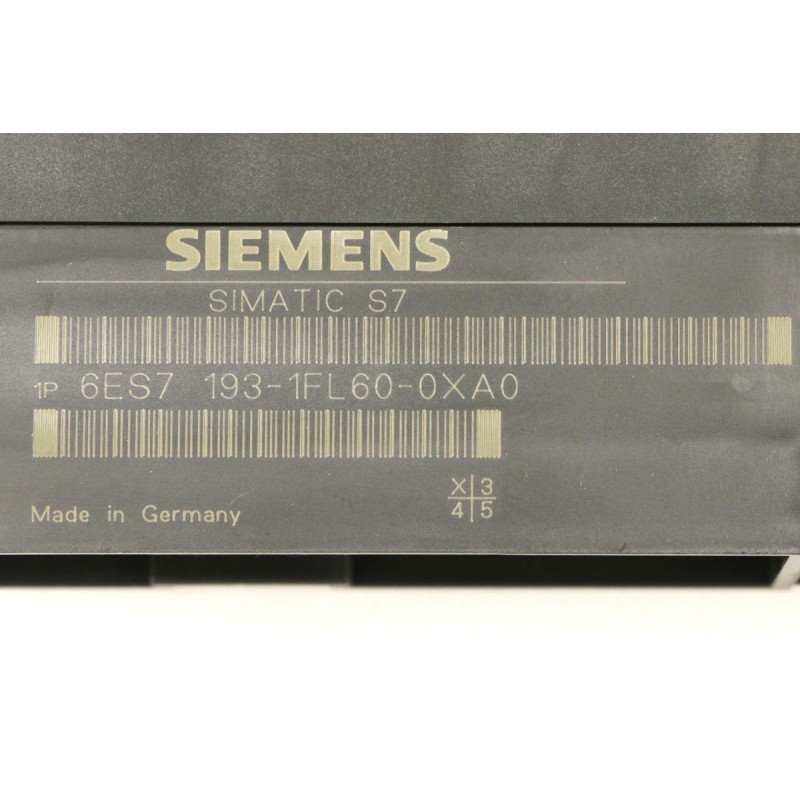 SIEMENS
SIMATIC S7
1P 6ES7 193-1FL60-0XA0
X 3
4 5
Made in Germany